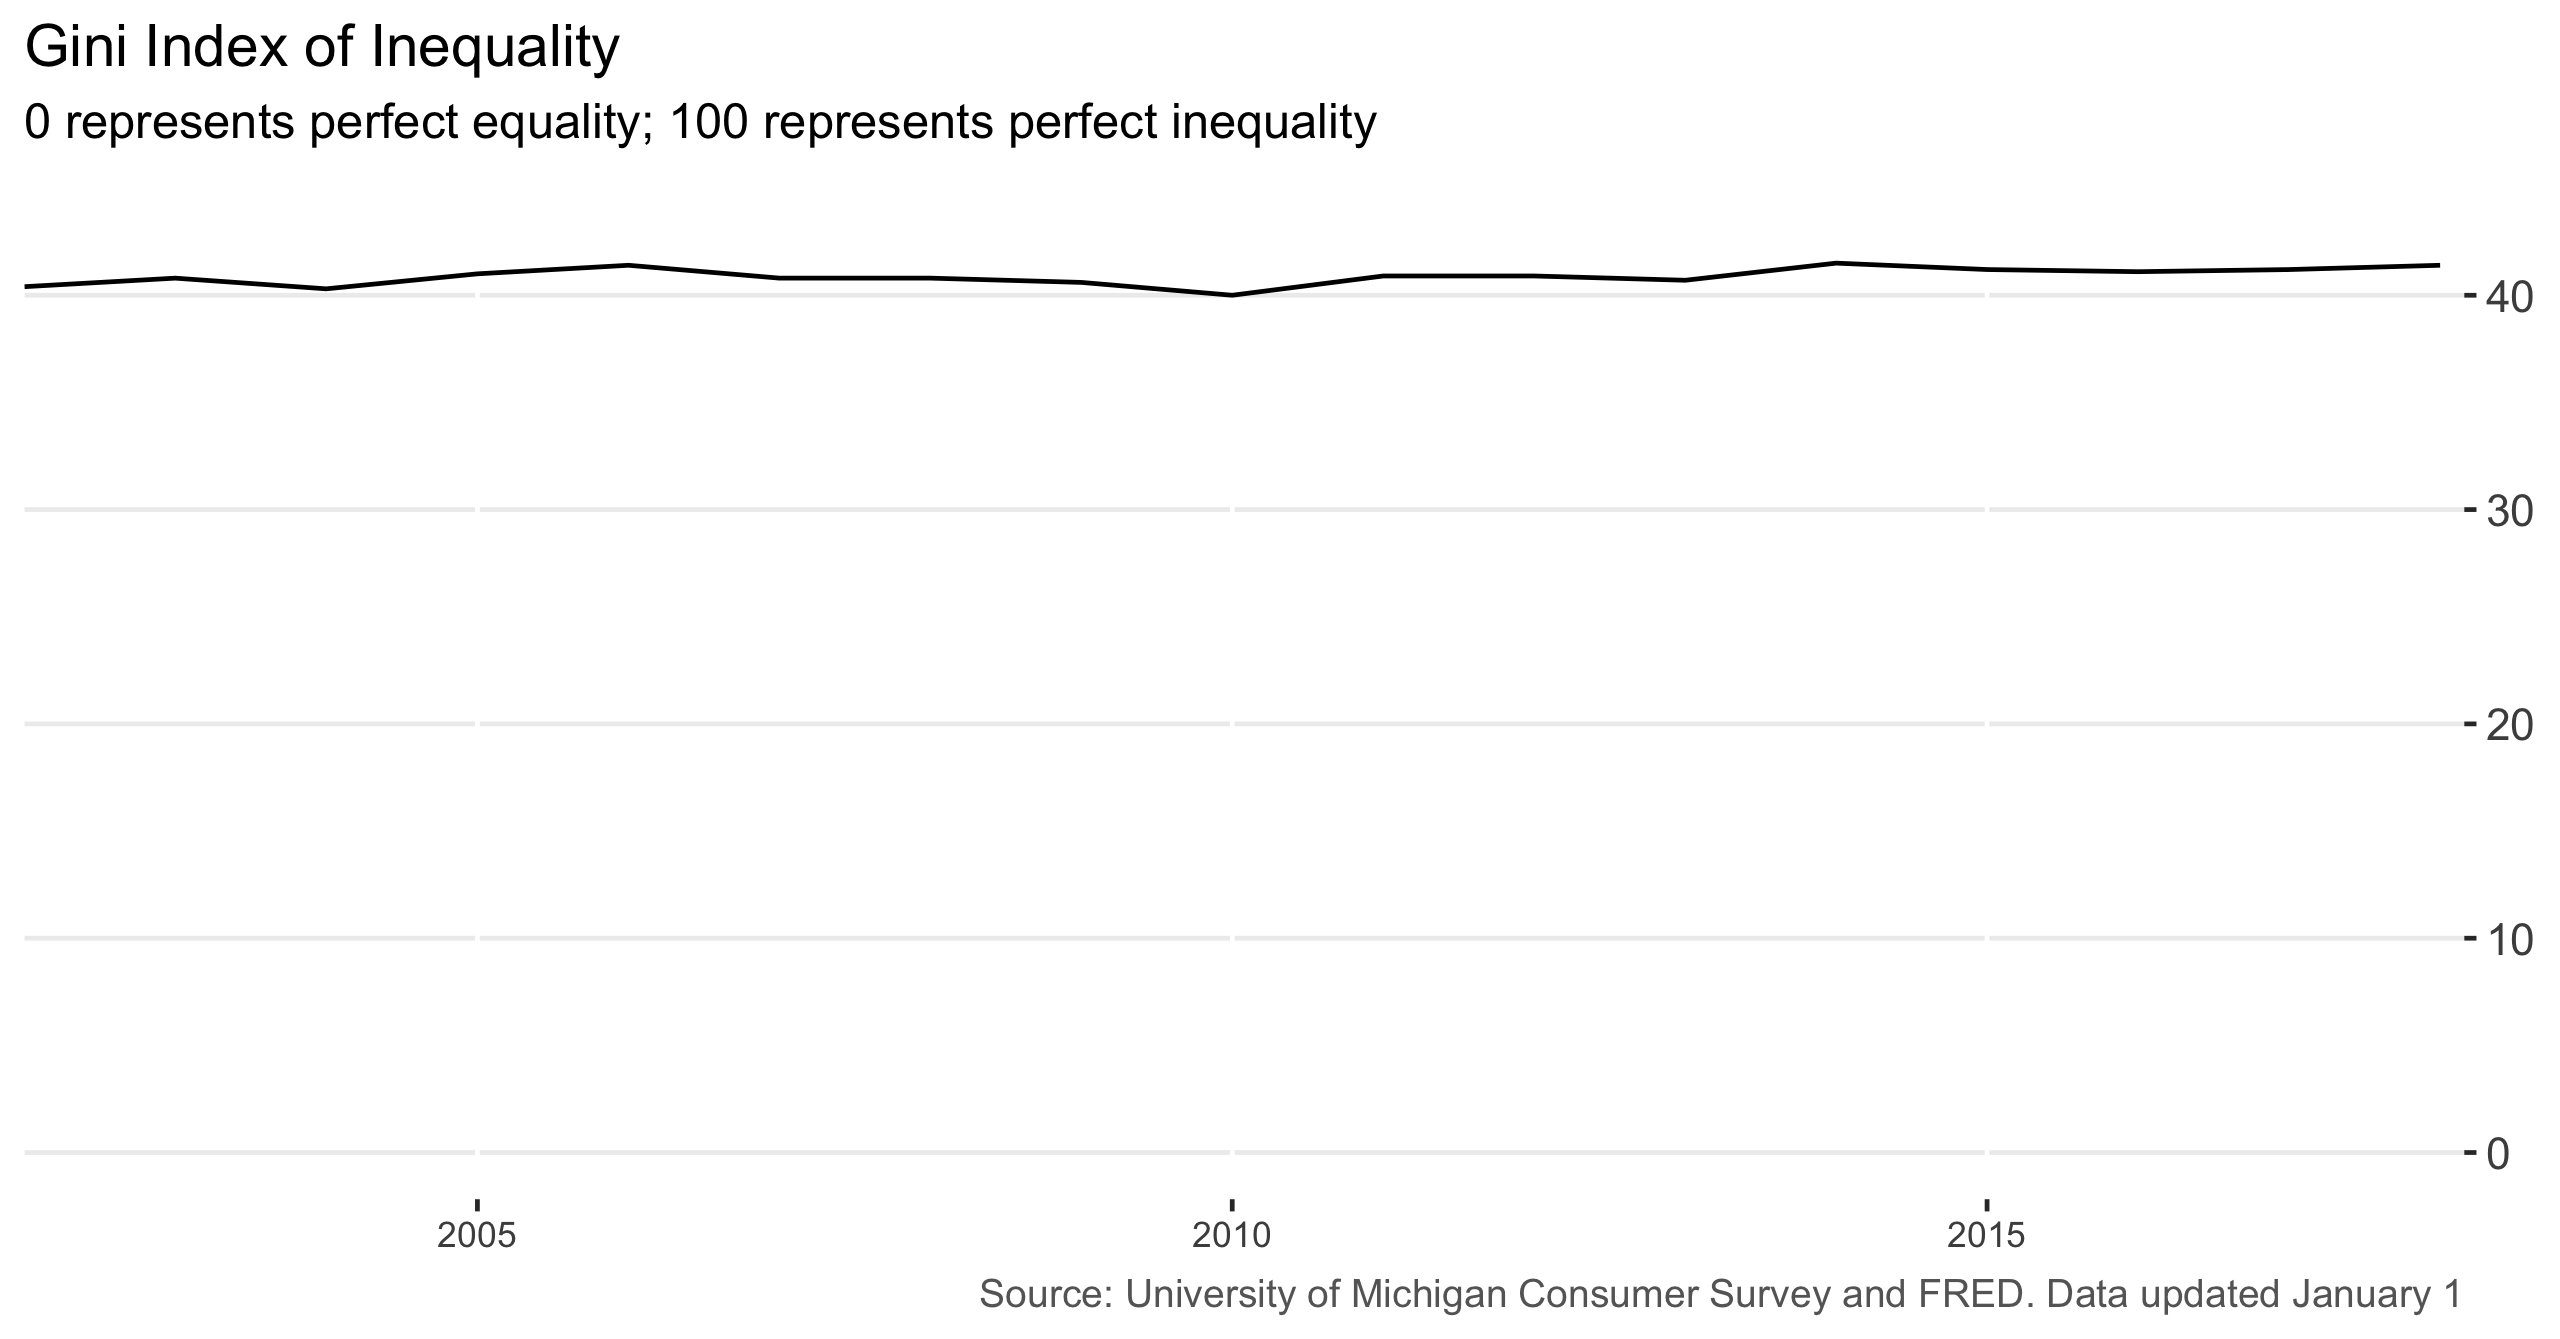 Gini Index of Inequality
0 represents perfect equality; 100 represents perfect inequality
40
30
20
10
0
2005 2010 2015
Source: University of Michigan Consumer Survey and FRED. Data updated January 1